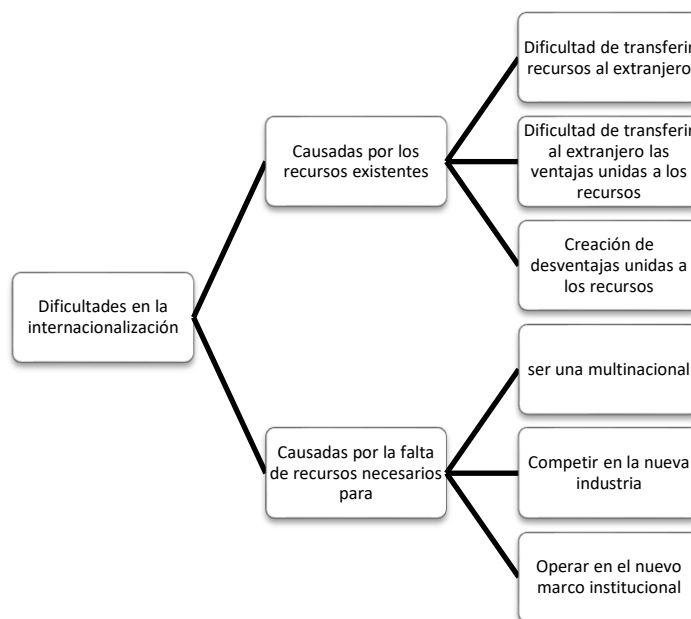 Dificultades en la
internacionalización
Causadas por los
recursos existentes
Dificultad de transferir
recursos al extranjero
Dificultad de transferir
al extranjero las
ventajas unidas a los
recursos
Creación de
desventajas unidas a
los recursos
Causadas por la falta
de recursos necesarios
para
ser una multinacional
Competir en la nueva
industria
Operar en el nuevo
marco institucional